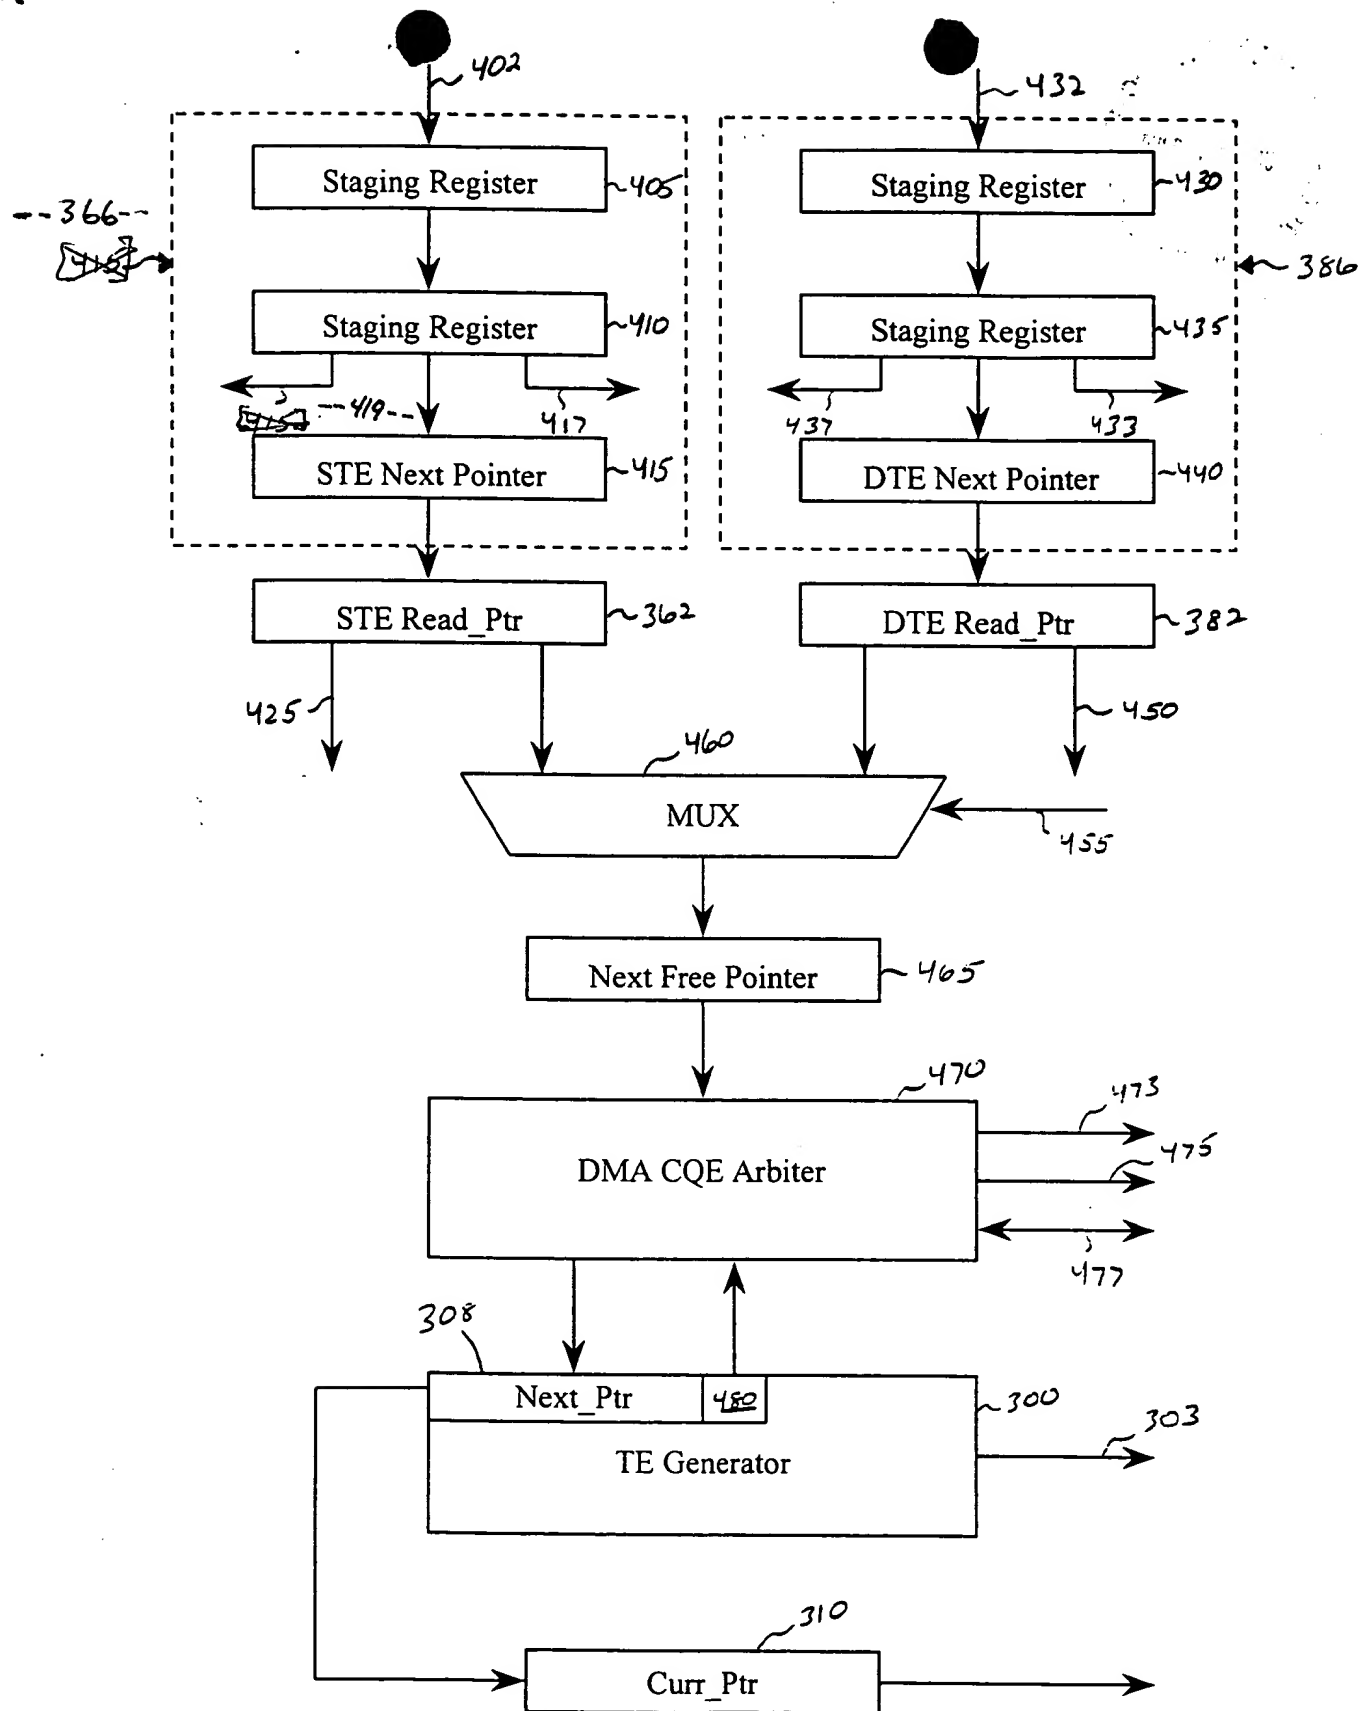 402
432
Staging Register
405
Staging Register
430
--366--
386
Staging Register
410
Staging Register
435
--419--
417
437
433
STE Next Pointer
415
DTE Next Pointer
440
STE Read_Ptr
362
DTE Read_Ptr
382
425
450
460
MUX
455
Next Free Pointer
465
470
473
DMA CQE Arbiter
475
477
308
Next_Ptr
480
300
303
TE Generator
310
Curr_Ptr